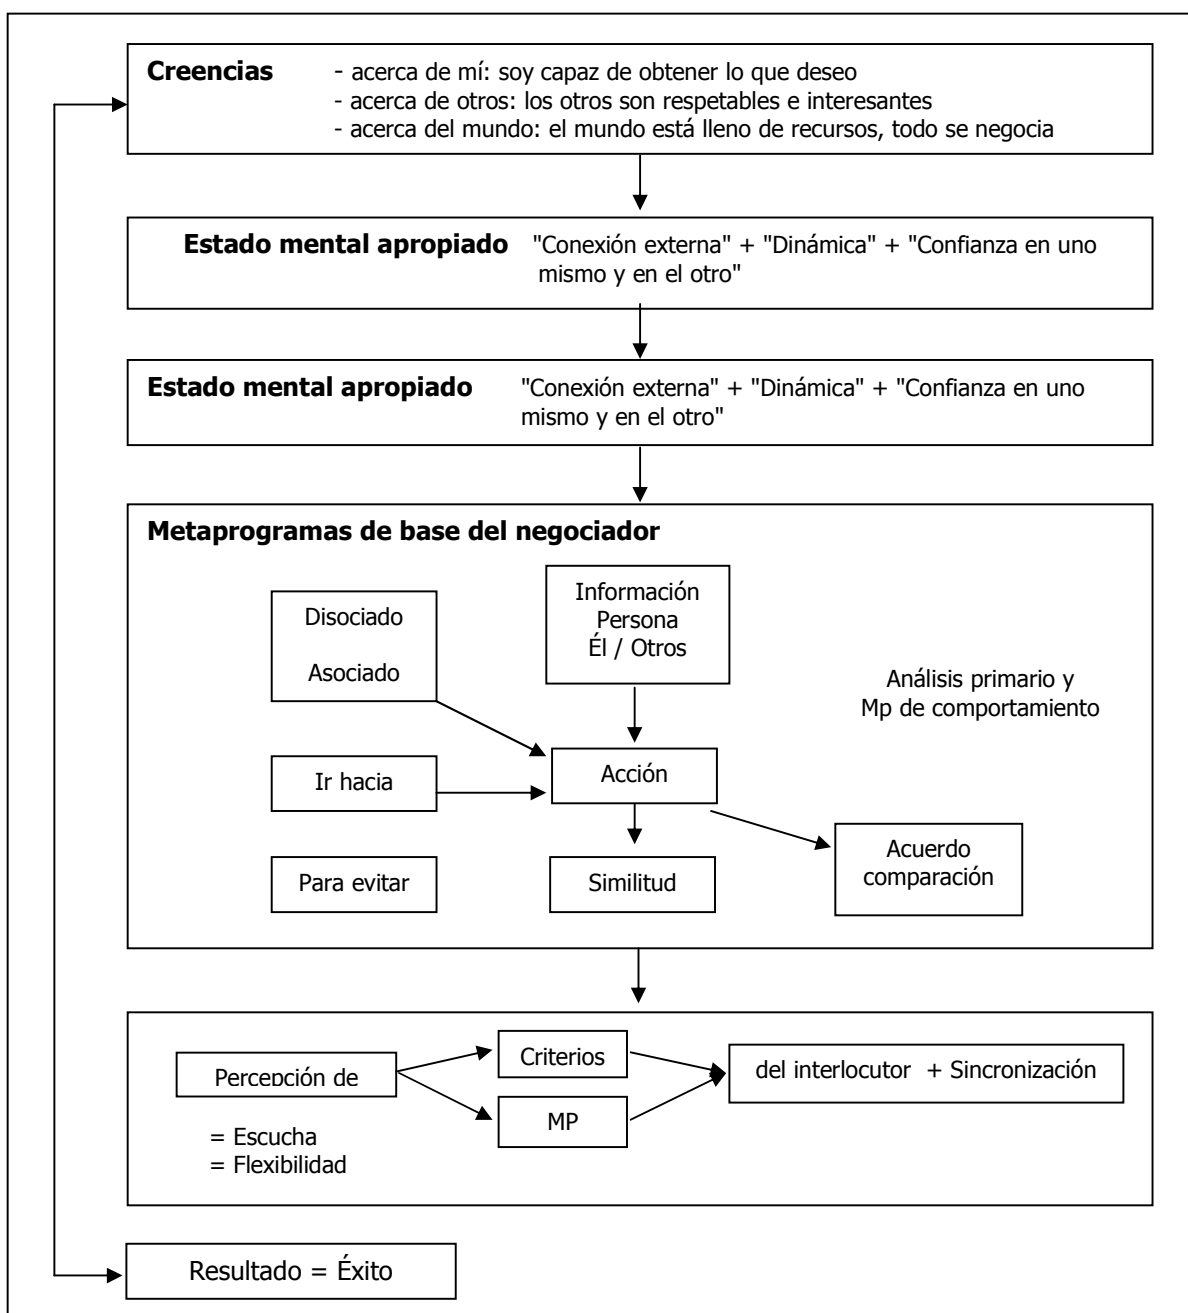 Creencias - acerca de mí: soy capaz de obtener lo que deseo
- acerca de otros: los otros son respetables e interesantes
- acerca del mundo: el mundo está lleno de recursos, todo se negocia
Estado mental apropiado "Conexión externa" + "Dinámica" + "Confianza en uno
mismo y en el otro"
Estado mental apropiado "Conexión externa" + "Dinámica" + "Confianza en uno
mismo y en el otro"
Metaprogramas de base del negociador
Disociado
Asociado
Información
Persona
Él / Otros
Análisis primario y
Mp de comportamiento
Ir hacia
Acción
Para evitar
Similitud
Acuerdo
comparación
Percepción de
Criterios
MP
del interlocutor + Sincronización
= Escucha
= Flexibilidad
Resultado = Éxito